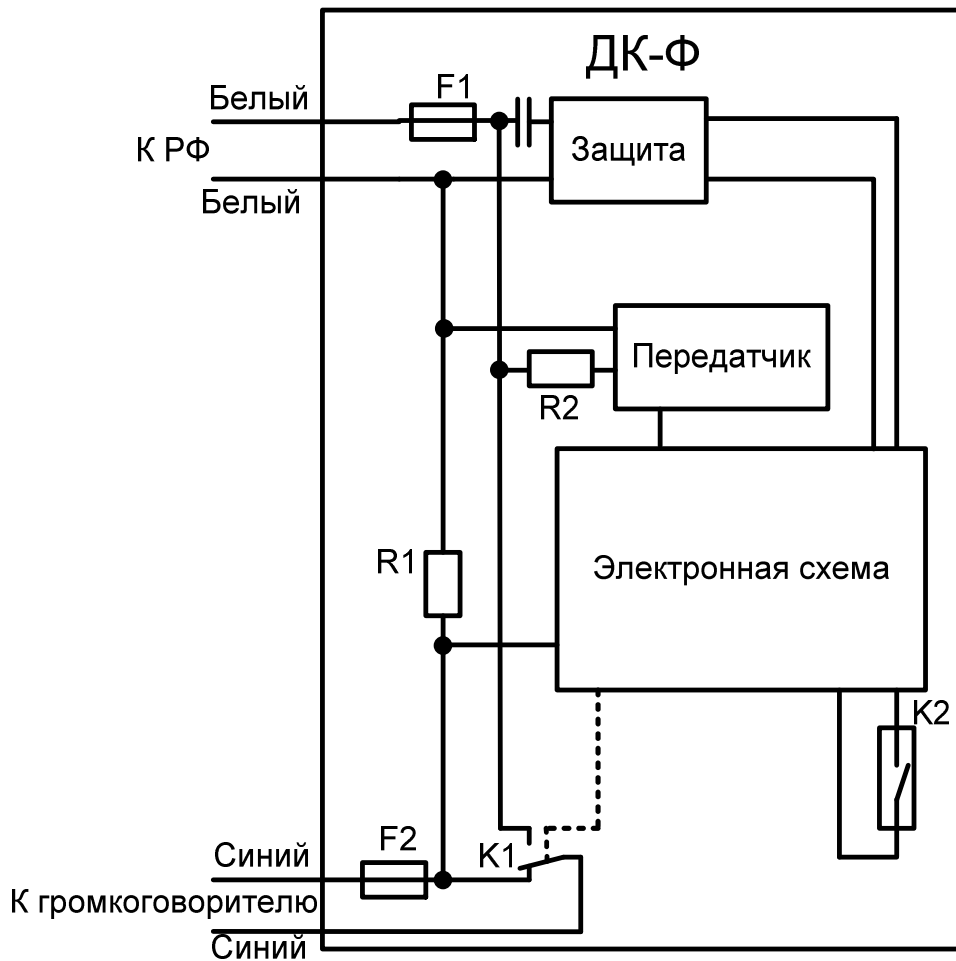 ДК-Ф
Белый
F1
К РФ
Защита
Белый
Передатчик
R2
R1
Электронная схема
K2
Синий
F2
K1
К громкоговорителю
Синий